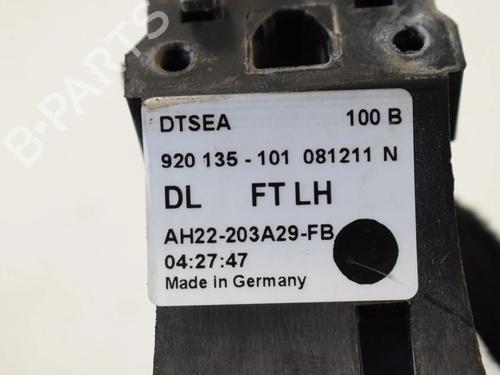 DTSEA 100 B
920 135 - 101 081211 N
DL FT LH
AH22-203A29-FB
04:27:47
Made in Germany
B-PARTS